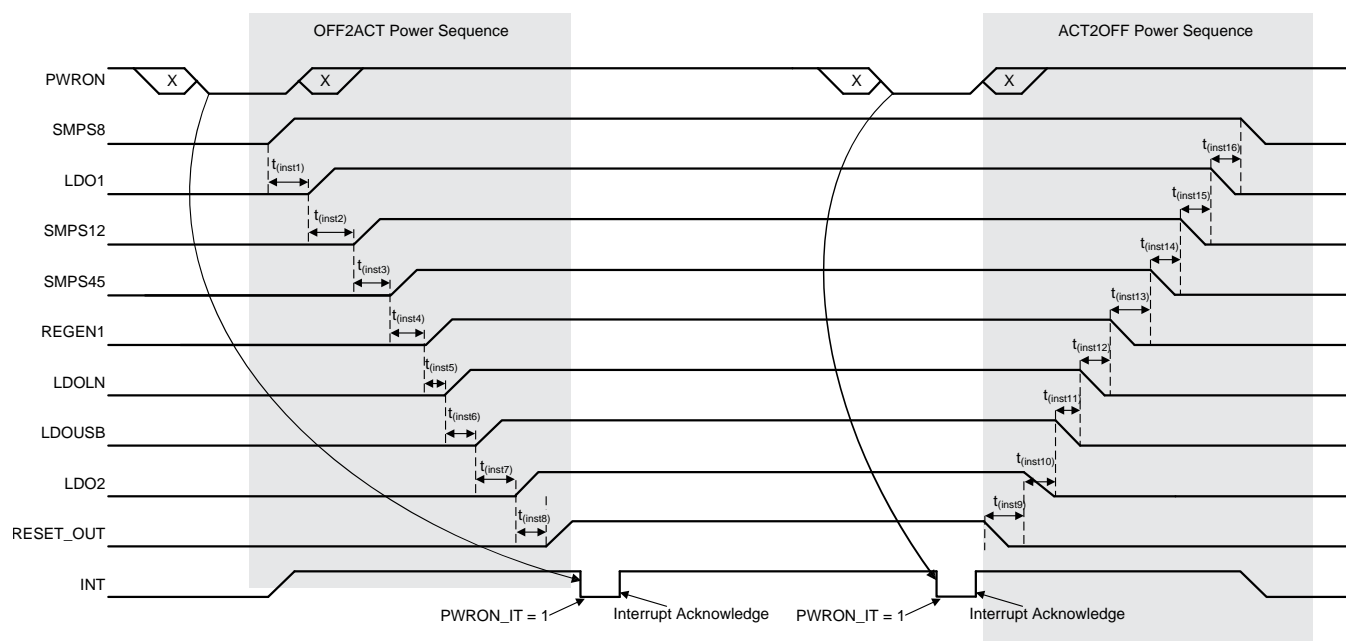 OFF2ACT Power Sequence
ACT2OFF Power Sequence
PWRON
X
X
X
X
SMPS8
t(inst1)
t(inst16)
LDO1
t(inst2)
t(inst15)
SMPS12
t(inst3)
t(inst14)
SMPS45
t(inst4)
t(inst13)
REGEN1
t(inst5)
t(inst12)
LDOLN
t(inst6)
t(inst11)
LDOUSB
t(inst7)
t(inst10)
LDO2
t(inst8)
t(inst9)
RESET_OUT
INT
PWRON_IT = 1
Interrupt Acknowledge
PWRON_IT = 1
Interrupt Acknowledge